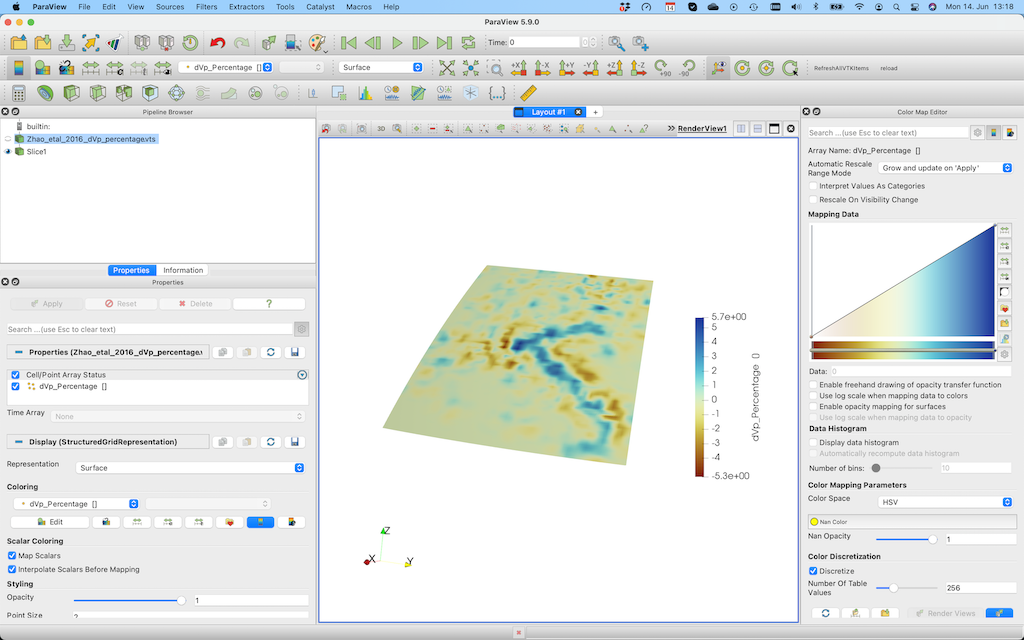 ParaView File Edit View Sources Filters Extractors Tools Catalyst Macros Help Mon 14. Jun 13:18
ParaView 5.9.0
Time: 0 0
dVp_Percentage [] Surface RefreshAllVTKItems reload
Pipeline Browser
builtin:
Zhao_etal_2016_dVp_percentage.vts
Slice1
Properties Information
Properties
Apply Reset Delete ?
Search ...(use Esc to clear text)
Properties (Zhao_etal_2016_dVp_percentage.v
Cell/Point Array Status
dVp_Percentage []
Time Array None
Display (StructuredGridRepresentation)
Representation Surface
Coloring
dVp_Percentage []
Edit
Scalar Coloring
Map Scalars
Interpolate Scalars Before Mapping
Styling
Opacity 1
Point Size 2
Layout #1 +
3D RenderView1
5.7e+00
5
4
3
2
1
0
-1
-2
-3
-4
-5.3e+00
dVp_Percentage ()
Z
X
Y
Color Map Editor
Search ...(use Esc to clear text)
Array Name: dVp_Percentage []
Automatic Rescale Range Mode Grow and update on 'Apply'
Interpret Values As Categories
Rescale On Visibility Change
Mapping Data
Data: 0
Enable freehand drawing of opacity transfer function
Use log scale when mapping data to colors
Enable opacity mapping for surfaces
Use log scale when mapping data to opacity
Data Histogram
Display data histogram
Automatically recompute data histogram
Number of bins: 10
Color Mapping Parameters
Color Space HSV
Nan Color
Nan Opacity 1
Color Discretization
Discretize
Number Of Table Values 256
Render Views